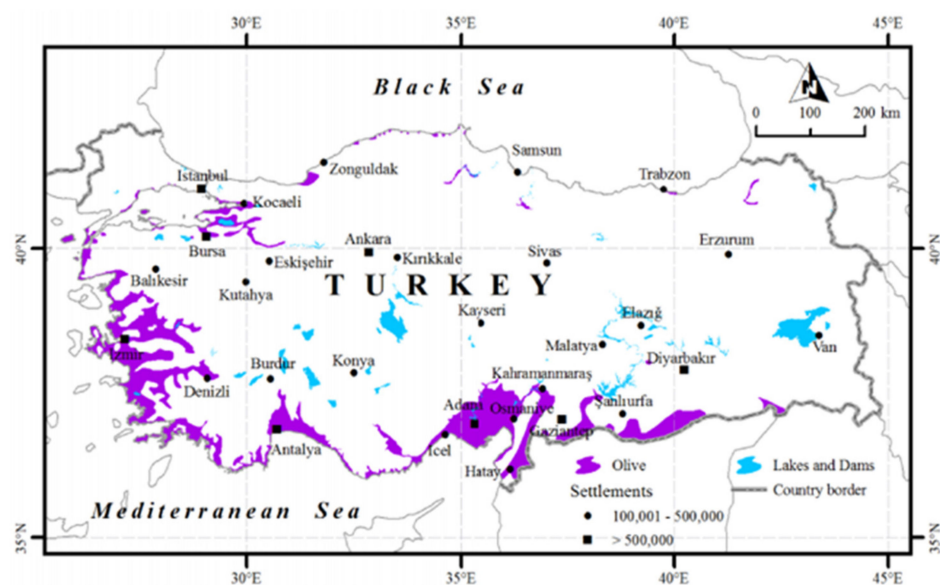 30°E 35°E 40°E 45°E
Black Sea
N
0 100 200 km
Samsun
Zonguldak
Trabzon
Istanbul
Kocaeli
40°N
Bursa
Ankara
Erzurum
40°N
Eskişehir
Kırıkkale
Sivas
Balıkesir
Kutahya
TURKEY
Kayseri
Elazığ
Izmir
Malatya
Van
Burdur
Konya
Diyarbakır
Denizli
Kahramanmaraş
Adana
Osmaniye
Şanlıurfa
Antalya
Icel
Gaziantep
Hatay
Olive
Lakes and Dams
Settlements
Country border
Mediterranean Sea
100,001 - 500,000
35°N
> 500,000
35°N
30°E 35°E 40°E 45°E